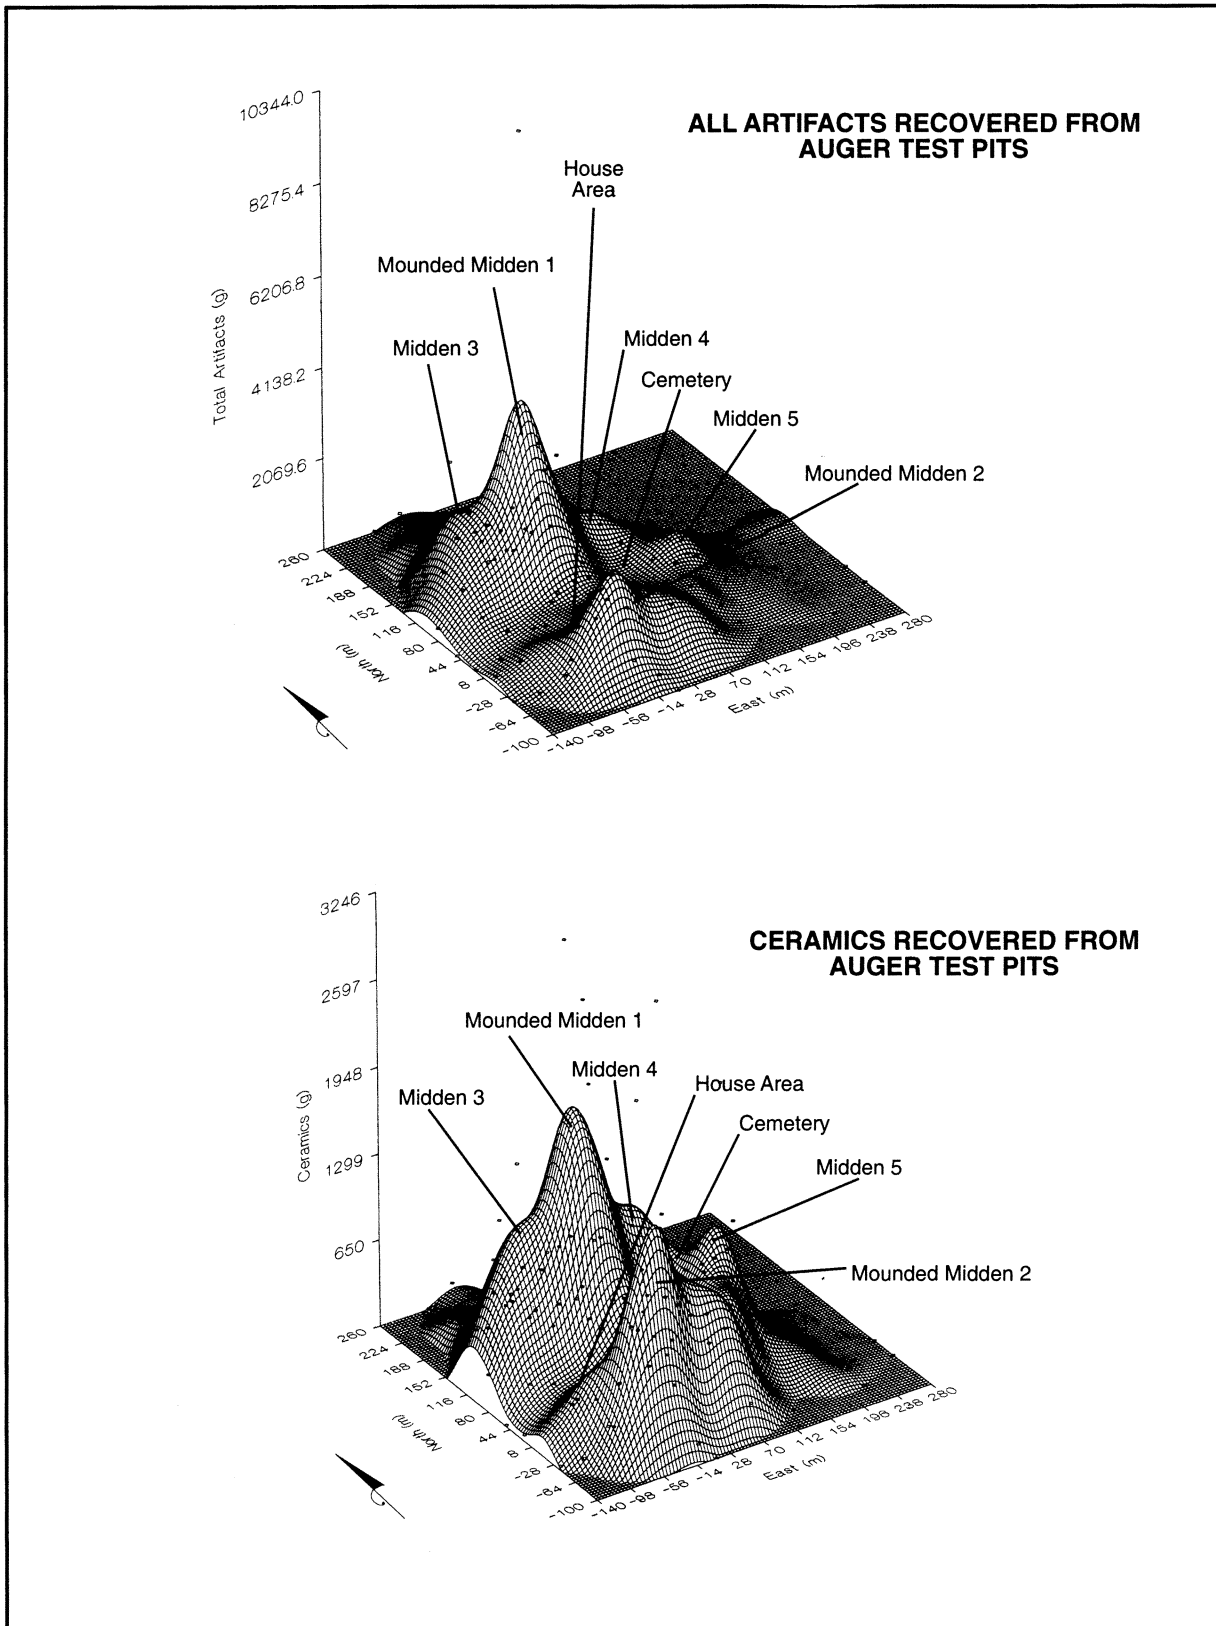 ALL ARTIFACTS RECOVERED FROM
AUGER TEST PITS
10344.0
8275.4
6206.8
4138.2
2069.6
Total Artifacts (g)
House
Area
Mounded Midden 1
Midden 3
Midden 4
Cemetery
Midden 5
Mounded Midden 2
260
224
188
152
116
80
44
8
-28
-64
-100
North (m)
-140
-98
-56
-14
28
70
112
154
196
238
280
East (m)
CERAMICS RECOVERED FROM
AUGER TEST PITS
3246
2597
1948
1299
650
Ceramics (g)
Mounded Midden 1
Midden 4
Midden 3
House Area
Cemetery
Midden 5
Mounded Midden 2
260
224
188
152
116
80
44
8
-28
-64
-100
North (m)
-140
-98
-56
-14
28
70
112
154
196
238
280
East (m)